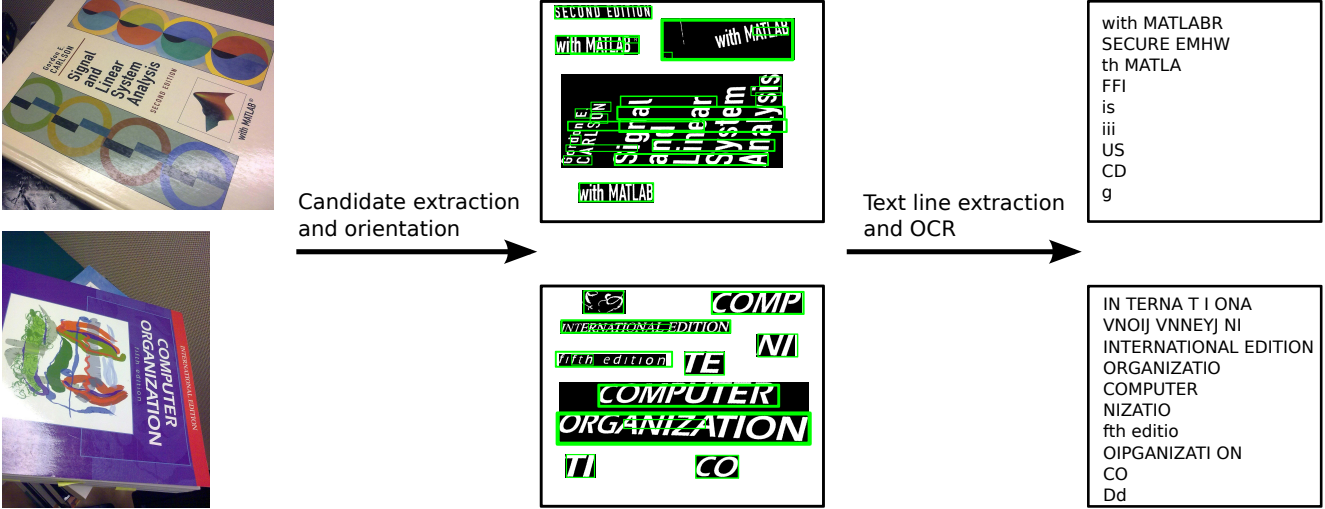 Gordon E.
CARLSON
Signal
and
Linear
System
Analysis
SECOND EDITION
with MATLAB®
INTERNATIONAL EDITION
COMPUTER
ORGANIZATION
fifth edition
Candidate extraction
and orientation
SECOND EDITION
with MATLAB®
with MATLAB
Gordon E.
CARLSON
Signal
and
Linear
System
Analysis
with MATLAB
COMP
INTERNATIONAL EDITION
NI
fifth edition
TE
COMPUTER
ORGANIZATION
TI
CO
Text line extraction
and OCR
with MATLABR
SECURE EMHW
th MATLA
FFI
is
iii
US
CD
g
IN TERNA T I ONA
VNOIJ VNNEYJ NI
INTERNATIONAL EDITION
ORGANIZATIO
COMPUTER
NIZATIO
fth editio
OIPGANIZATI ON
CO
Dd